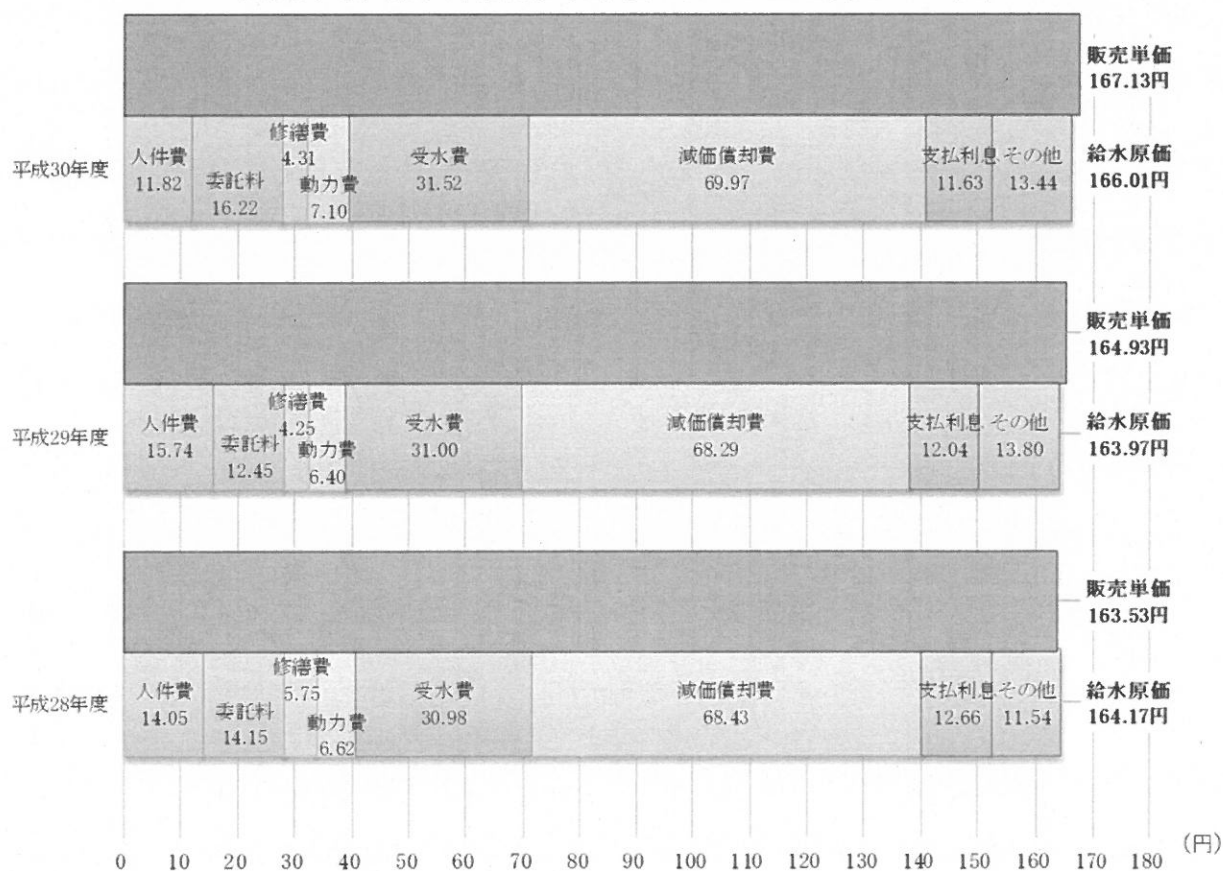 販売単価
167.13円
平成30年度
人件費
11.82
委託料
16.22
修繕費
4.31
動力費
7.10
受水費
31.52
減価償却費
69.97
支払利息
11.63
その他
13.44
給水原価
166.01円
販売単価
164.93円
平成29年度
人件費
15.74
委託料
12.45
修繕費
4.25
動力費
6.40
受水費
31.00
減価償却費
68.29
支払利息
12.04
その他
13.80
給水原価
163.97円
販売単価
163.53円
平成28年度
人件費
14.05
委託料
14.15
修繕費
5.75
動力費
6.62
受水費
30.98
減価償却費
68.43
支払利息
12.66
その他
11.54
給水原価
164.17円
0 10 20 30 40 50 60 70 80 90 100 110 120 130 140 150 160 170 180
(円)